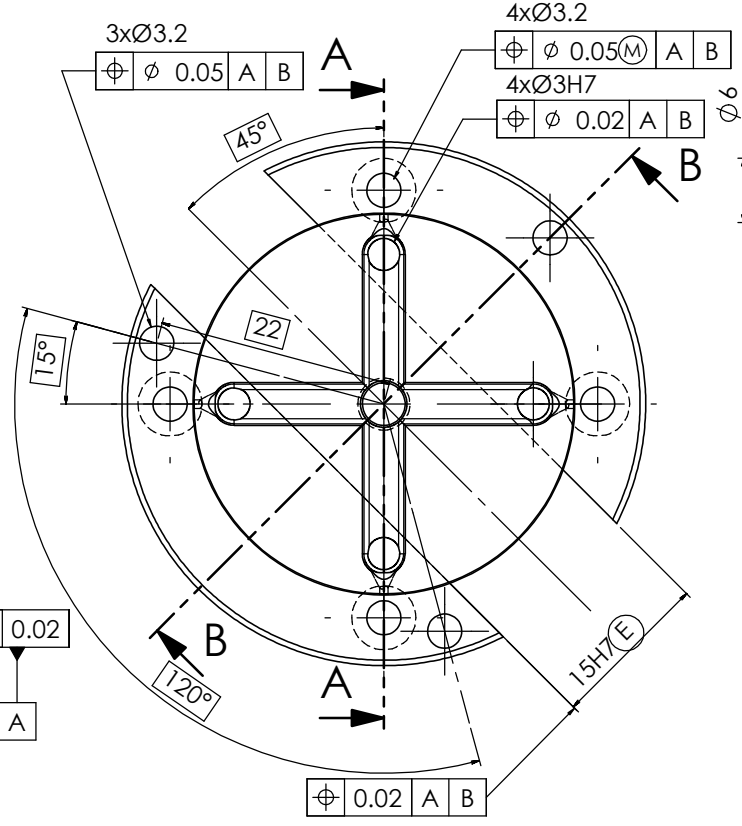 3xØ3.2
⌖ ⌀ 0.05 A B
A
4xØ3.2
⌖ ⌀ 0.05Ⓜ A B
4xØ3H7
⌖ ⌀ 0.02 A B
Ø6
45°
B
22
15°
0.02
A
B
120°
A
15H7Ⓔ
⌖ 0.02 A B